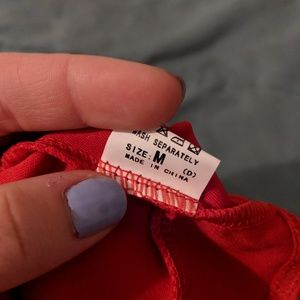 WASH SEPARATELY
SIZE: M (D)
MADE IN CHINA